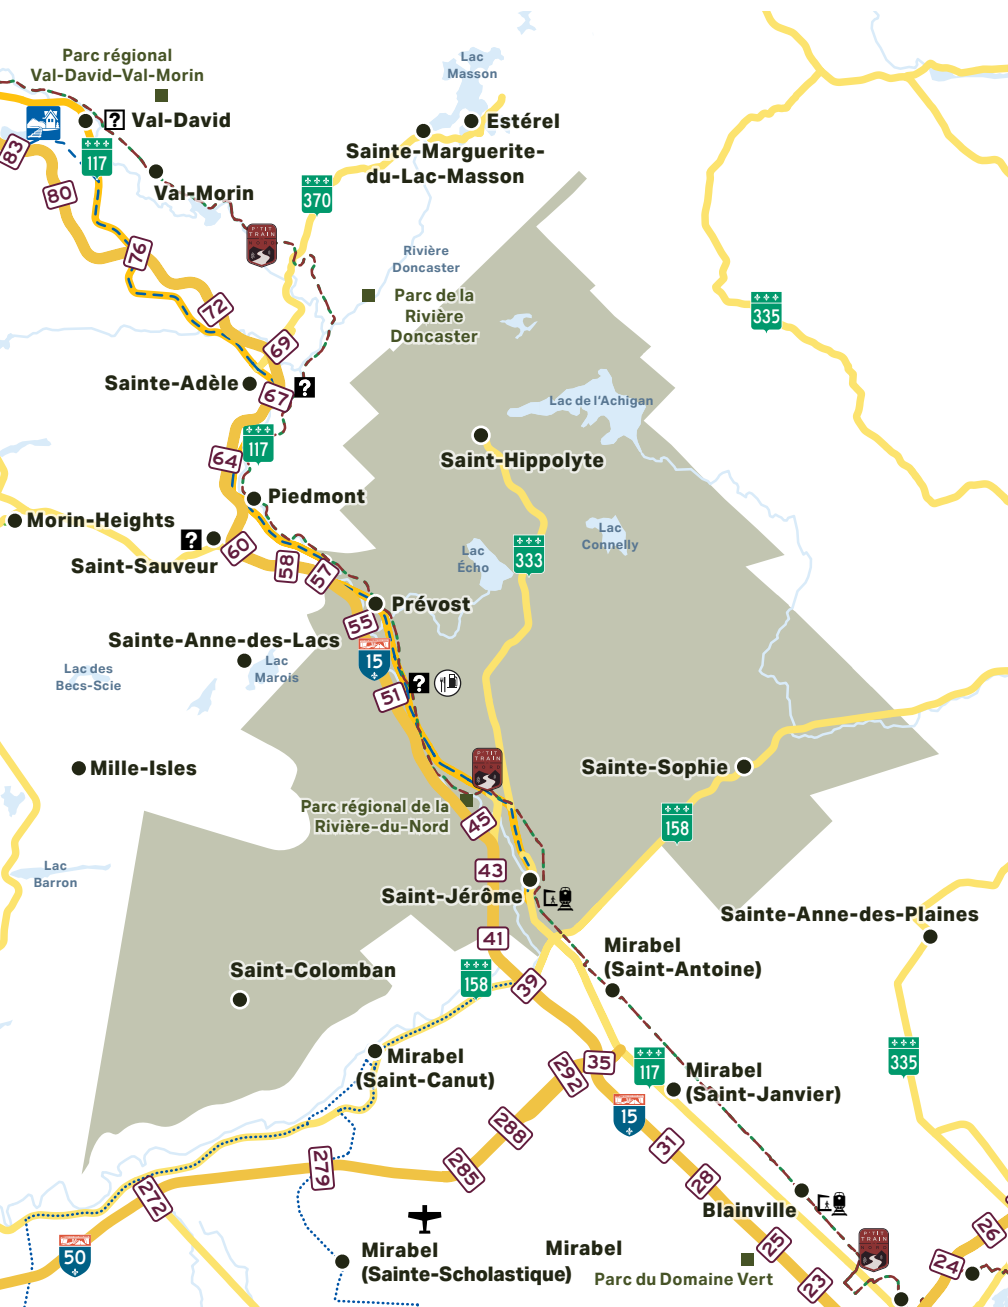 Parc régional
Val-David–Val-Morin
Lac
Masson
? Val-David
Estérel
83
117
Sainte-Marguerite-
du-Lac-Masson
80
Val-Morin
370
P'TIT
TRAIN
76
Rivière
Doncaster
72
Parc de la
Rivière
Doncaster
335
69
Sainte-Adèle
67
?
Lac de l'Achigan
117
64
Saint-Hippolyte
Piedmont
Morin-Heights
?
60
Saint-Sauveur
58
57
Lac
Écho
333
Lac
Connelly
Prévost
55
Sainte-Anne-des-Lacs
15
Lac des
Becs-Scie
Lac
Marois
51
?
Mille-Isles
P'TIT
TRAIN
Sainte-Sophie
Parc régional de la
Rivière-du-Nord
45
158
Lac
Barron
43
Saint-Jérôme
Sainte-Anne-des-Plaines
41
Mirabel
(Saint-Antoine)
Saint-Colomban
158
39
Mirabel
(Saint-Canut)
292
35
117
335
Mirabel
(Saint-Janvier)
15
288
31
279
285
28
272
Blainville
50
Mirabel
(Sainte-Scholastique)
Mirabel
Parc du Domaine Vert
25
23
P'TIT
TRAIN
26
24